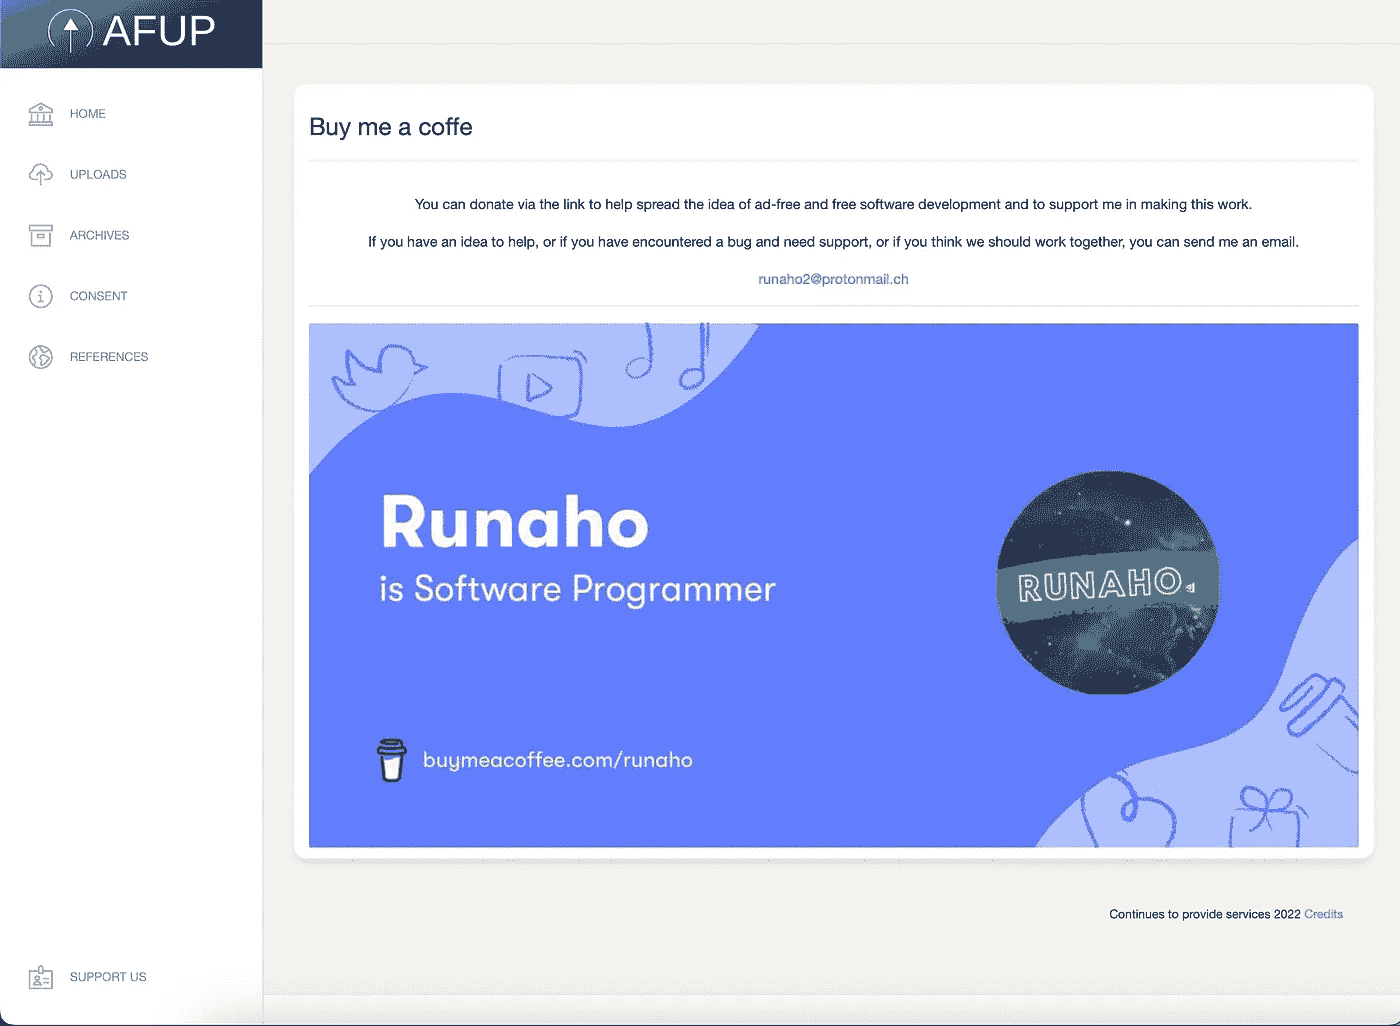 AFUP
HOME
UPLOADS
ARCHIVES
CONSENT
REFERENCES
SUPPORT US
Buy me a coffe
You can donate via the link to help spread the idea of ad-free and free software development and to support me in making this work.
If you have an idea to help, or if you have encountered a bug and need support, or if you think we should work together, you can send me an email.
runaho2@protonmail.ch
Runaho
is Software Programmer
RUNAHO
buymeacoffee.com/runaho
Continues to provide services 2022 Credits